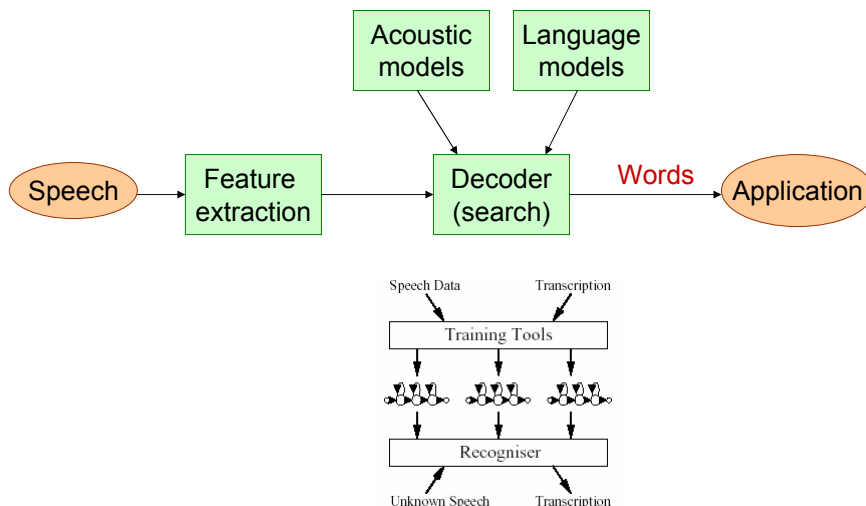 Acoustic
models
Language
models
Speech
Feature
extraction
Decoder
(search)
Words
Application
Speech Data
Transcription
Training Tools
Recogniser
Unknown Speech
Transcription